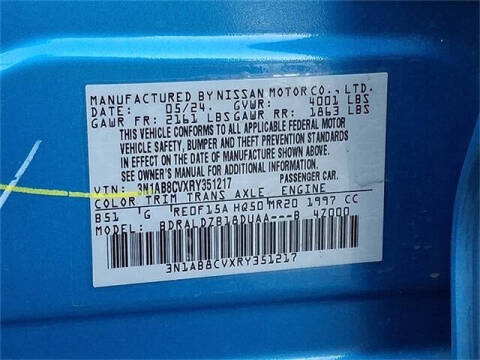 MANUFACTURED BY NISSAN MOTOR CO., LTD.
DATE: 05/24. GVWR: 4001 LBS
GAWR FR: 2161 LBS GAWR RR: 1863 LBS
THIS VEHICLE CONFORMS TO ALL APPLICABLE FEDERAL MOTOR
VEHICLE SAFETY, BUMPER, AND THEFT PREVENTION STANDARDS
IN EFFECT ON THE DATE OF MANUFACTURE SHOWN ABOVE.
SEE OWNER'S MANUAL FOR ADDITIONAL INFORMATION
VIN: 3N1AB8CVXRY351217 PASSENGER CAR.
COLOR TRIM TRANS AXLE ENGINE
B51 G RE0F15A HQ50 MR20 1997 CC
BDRALDZB18DUAA---B 47000
3N1AB8CVXRY351217